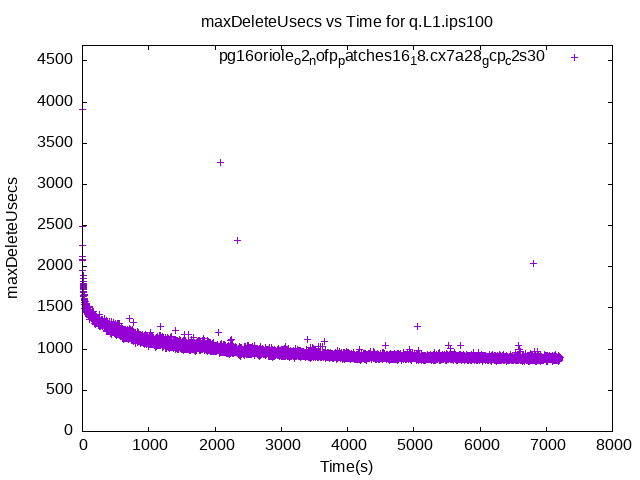 maxDeleteUsecs vs Time for q.L1.ips100
pg16oriole_o2_nofp_patches16_18.cx7a28_gcp_c2s30
4500
4000
3500
3000
2500
2000
1500
1000
500
0
maxDeleteUsecs
0 1000 2000 3000 4000 5000 6000 7000 8000
Time(s)